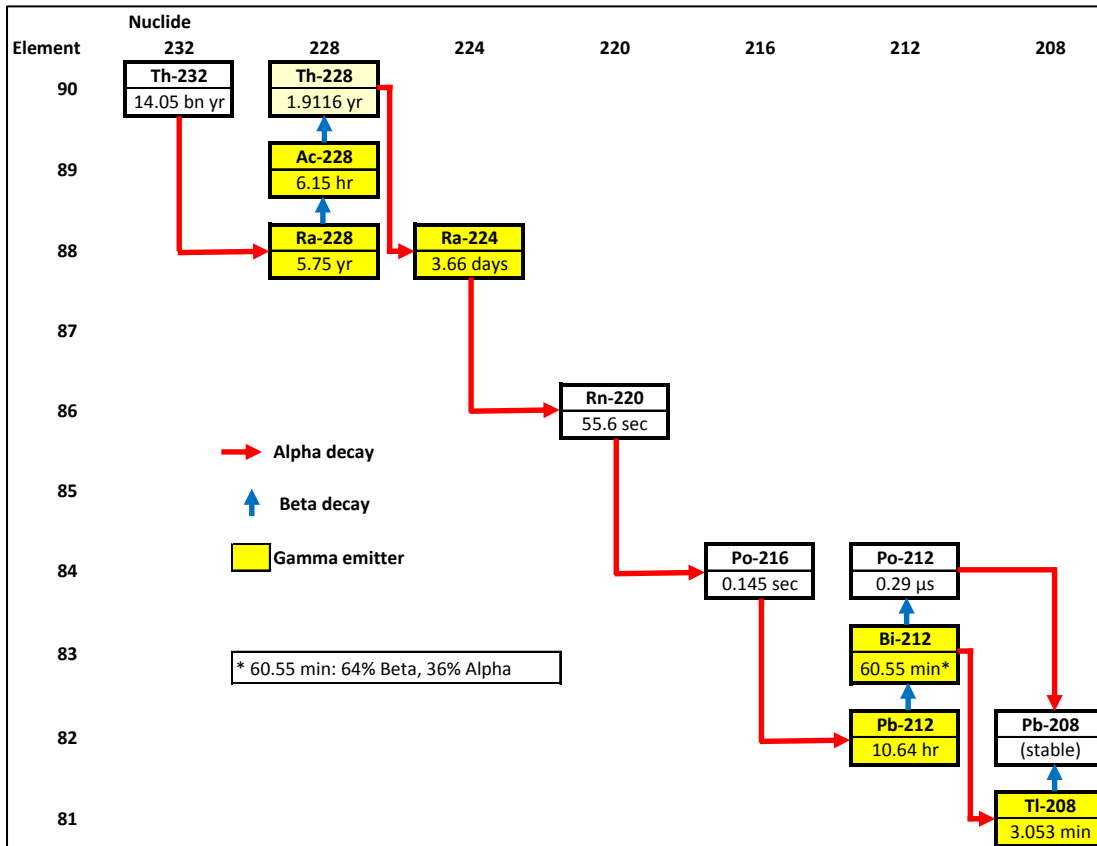 Nuclide
Element 232 228 224 220 216 212 208
90
Th-232
14.05 bn yr
Th-228
1.9116 yr
89
Ac-228
6.15 hr
88
Ra-228
5.75 yr
Ra-224
3.66 days
87
86
Rn-220
55.6 sec
Alpha decay
85
Beta decay
Gamma emitter
84
Po-216
0.145 sec
Po-212
0.29 µs
83
* 60.55 min: 64% Beta, 36% Alpha
Bi-212
60.55 min*
82
Pb-212
10.64 hr
Pb-208
(stable)
81
Tl-208
3.053 min